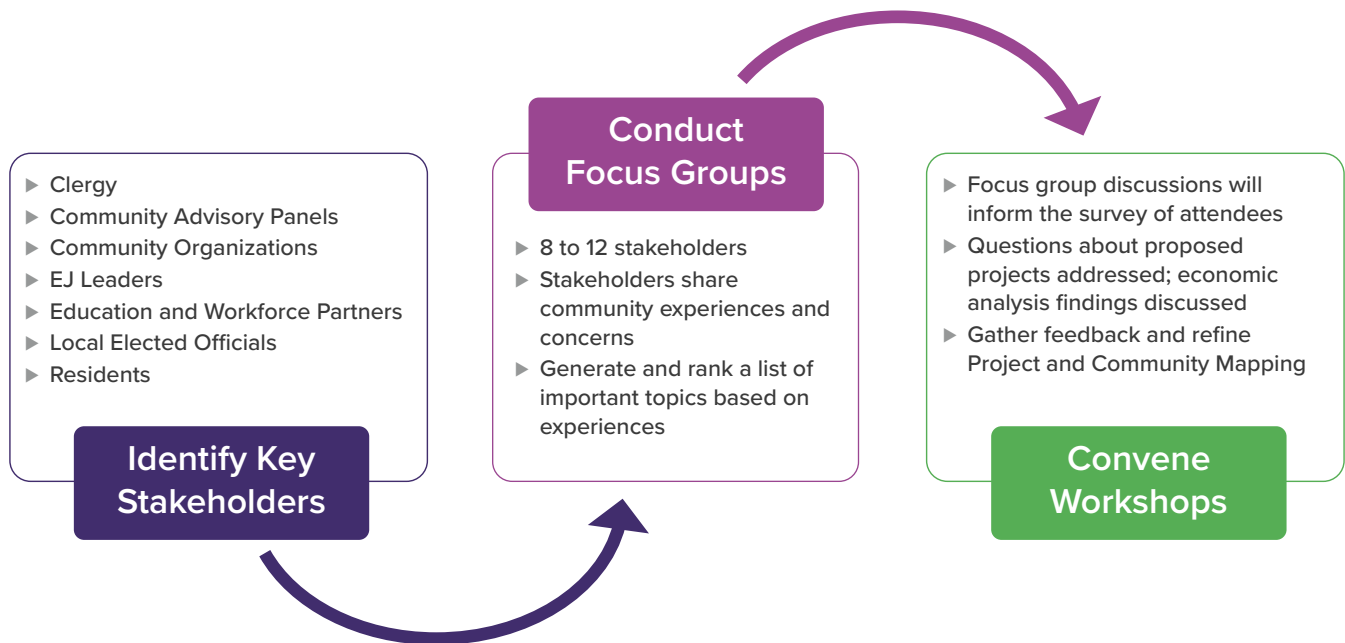 Clergy
Community Advisory Panels
Community Organizations
EJ Leaders
Education and Workforce Partners
Local Elected Officials
Residents
Identify Key
Stakeholders
Conduct
Focus Groups
8 to 12 stakeholders
Stakeholders share
community experiences and
concerns
Generate and rank a list of
important topics based on
experiences
Focus group discussions will
inform the survey of attendees
Questions about proposed
projects addressed; economic
analysis findings discussed
Gather feedback and refine
Project and Community Mapping
Convene
Workshops